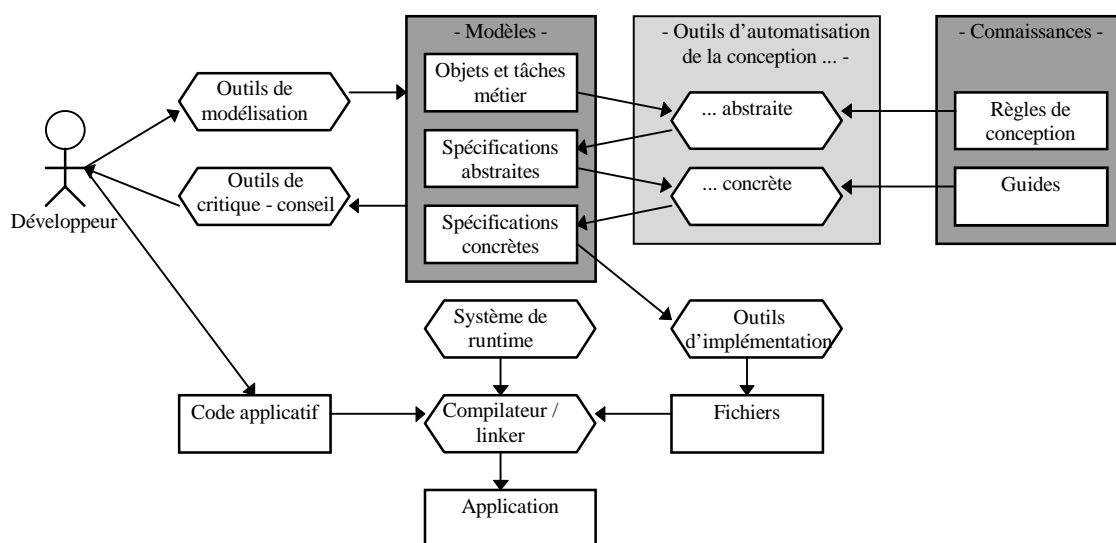 - Modèles -
- Outils d'automatisation
de la conception ... -
- Connaissances -
Outils de
modélisation
Objets et tâches
métier
... abstraite
Règles de
conception
Spécifications
abstraites
Outils de
critique - conseil
... concrète
Guides
Développeur
Spécifications
concrètes
Système de
runtime
Outils
d'implémentation
Code applicatif
Compilateur /
linker
Fichiers
Application